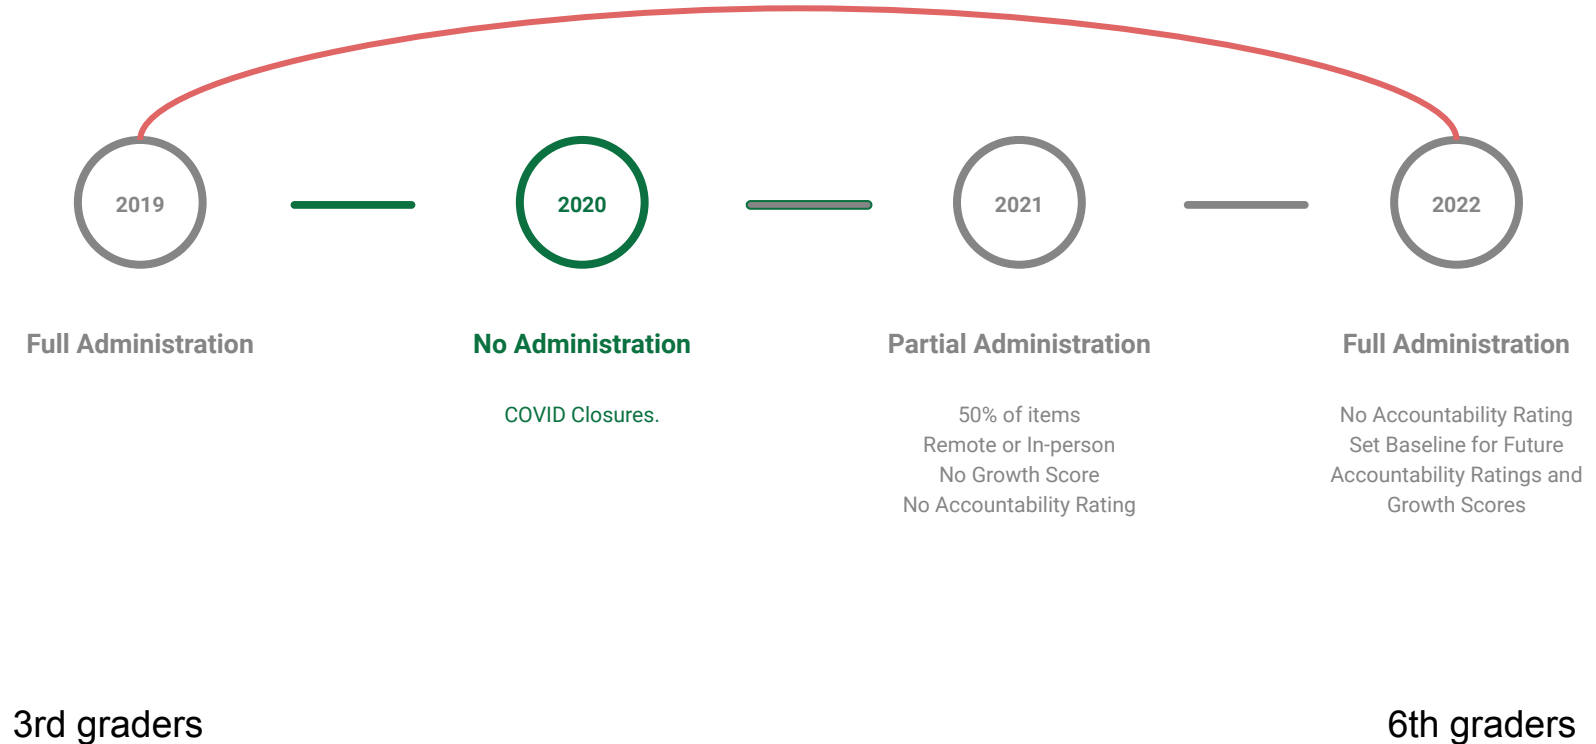 2019
2020
2021
2022
Full Administration
No Administration
Partial Administration
Full Administration
COVID Closures.
50% of items
Remote or In-person
No Growth Score
No Accountability Rating
No Accountability Rating
Set Baseline for Future
Accountability Ratings and
Growth Scores
3rd graders
6th graders